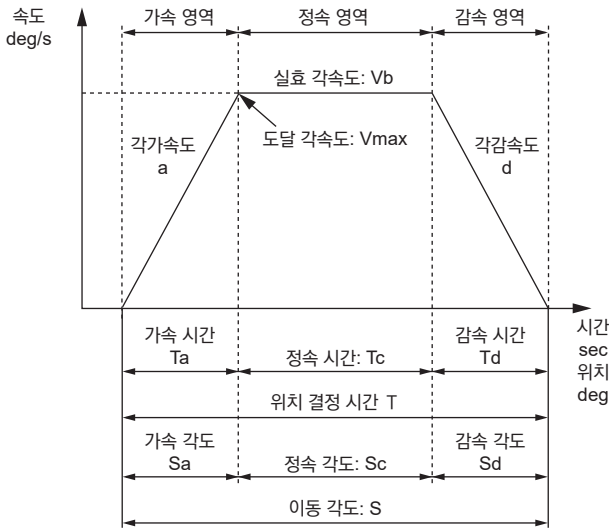 속도
deg/s
가속 영역
정속 영역
감속 영역
실효 각속도: Vb
도달 각속도: Vmax
각가속도
a
각감속도
d
시간
sec
위치
deg
가속 시간
Ta
정속 시간: Tc
감속 시간
Td
위치 결정 시간 T
가속 각도
Sa
정속 각도: Sc
감속 각도
Sd
이동 각도: S